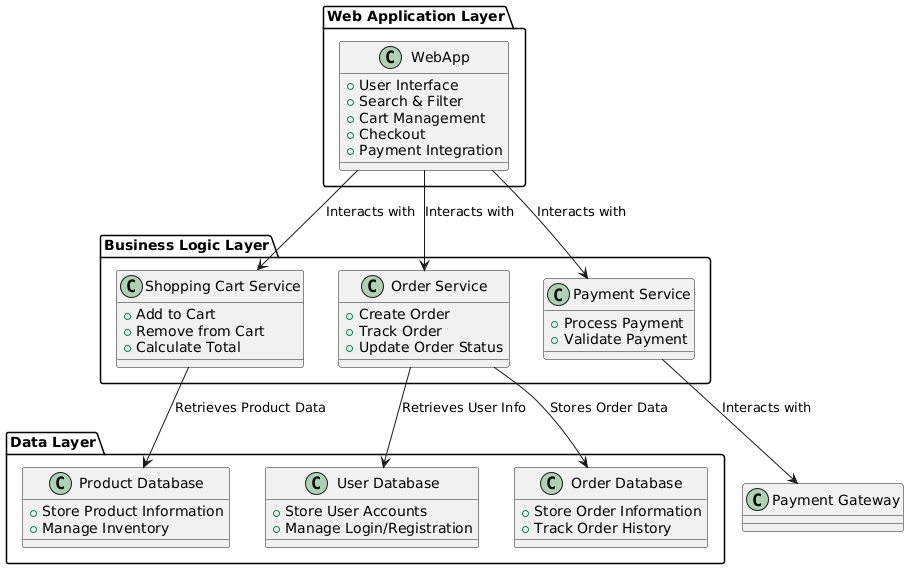 Web Application Layer
C WebApp
User Interface
Search & Filter
Cart Management
Checkout
Payment Integration
Interacts with
Interacts with
Interacts with
Business Logic Layer
C Shopping Cart Service
Add to Cart
Remove from Cart
Calculate Total
C Order Service
Create Order
Track Order
Update Order Status
C Payment Service
Process Payment
Validate Payment
Retrieves Product Data
Retrieves User Info
Stores Order Data
Interacts with
Data Layer
C Product Database
Store Product Information
Manage Inventory
C User Database
Store User Accounts
Manage Login/Registration
C Order Database
Store Order Information
Track Order History
C Payment Gateway